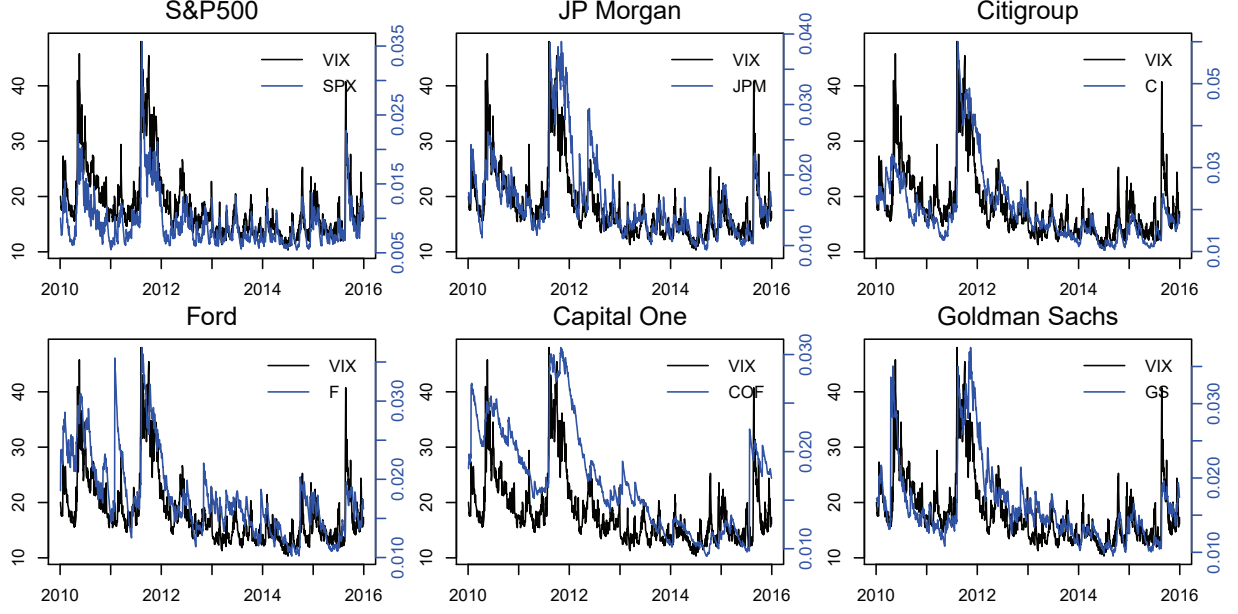 S&P500
VIX
SPX
10 20 30 40
0.005 0.015 0.025 0.035
2010 2012 2014 2016
JP Morgan
VIX
JPM
10 20 30 40
0.010 0.020 0.030 0.040
2010 2012 2014 2016
Citigroup
VIX
C
10 20 30 40
0.01 0.03 0.05
2010 2012 2014 2016
Ford
VIX
F
10 20 30 40
0.010 0.020 0.030
2010 2012 2014 2016
Capital One
VIX
COF
10 20 30 40
0.010 0.020 0.030
2010 2012 2014 2016
Goldman Sachs
VIX
GS
10 20 30 40
0.010 0.020 0.030
2010 2012 2014 2016